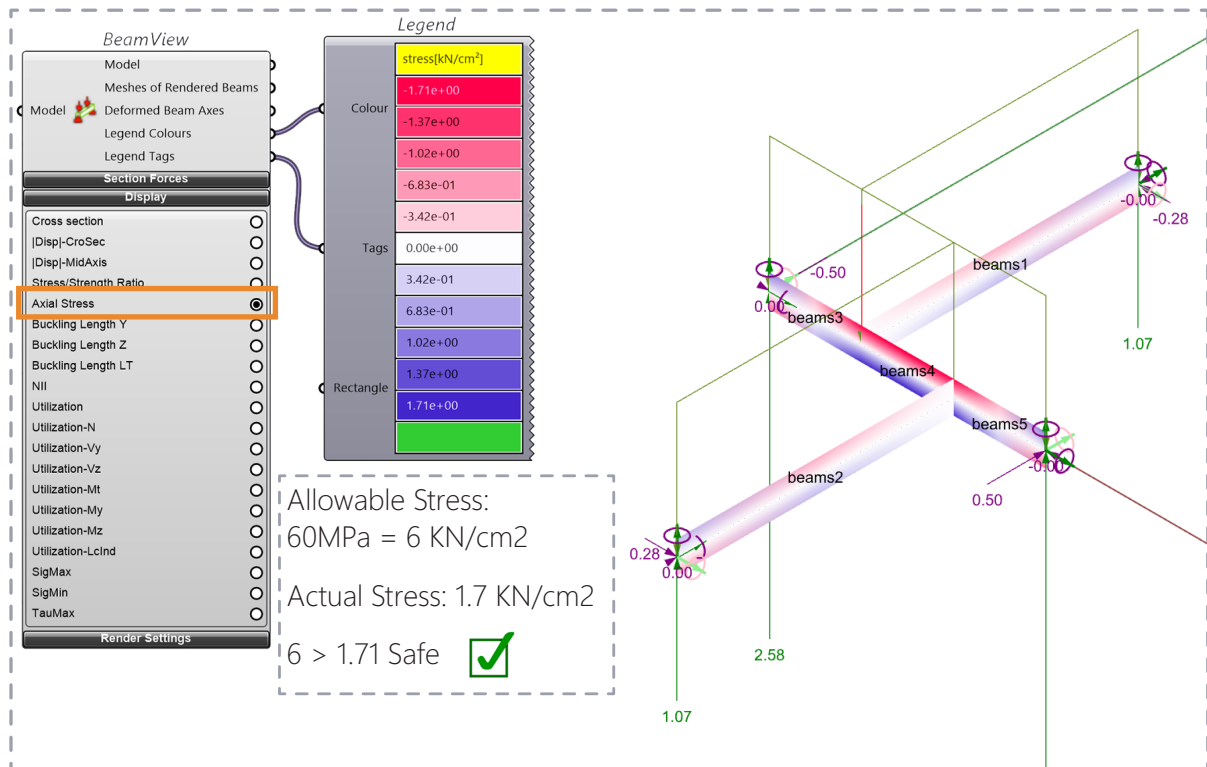 BeamView
Model
Meshes of Rendered Beams
Model
Deformed Beam Axes
Legend Colours
Legend Tags
Section Forces
Display
Cross section
|Disp|-CroSec
|Disp|-MidAxis
Stress/Strength Ratio
Axial Stress
Buckling Length Y
Buckling Length Z
Buckling Length LT
NII
Utilization
Utilization-N
Utilization-Vy
Utilization-Vz
Utilization-Mt
Utilization-My
Utilization-Mz
Utilization-LcInd
SigMax
SigMin
TauMax
Render Settings
Legend
Colour
Tags
Rectangle
stress[kN/cm²]
-1.71e+00
-1.37e+00
-1.02e+00
-6.83e-01
-3.42e-01
0.00e+00
3.42e-01
6.83e-01
1.02e+00
1.37e+00
1.71e+00
Allowable Stress:
60MPa = 6 KN/cm2
Actual Stress: 1.7 KN/cm2
6 > 1.71 Safe
-0.00
-0.28
beams1
1.07
-0.50
0.00
beams3
beams4
beams5
-0.00
0.50
beams2
0.28
0.00
2.58
1.07